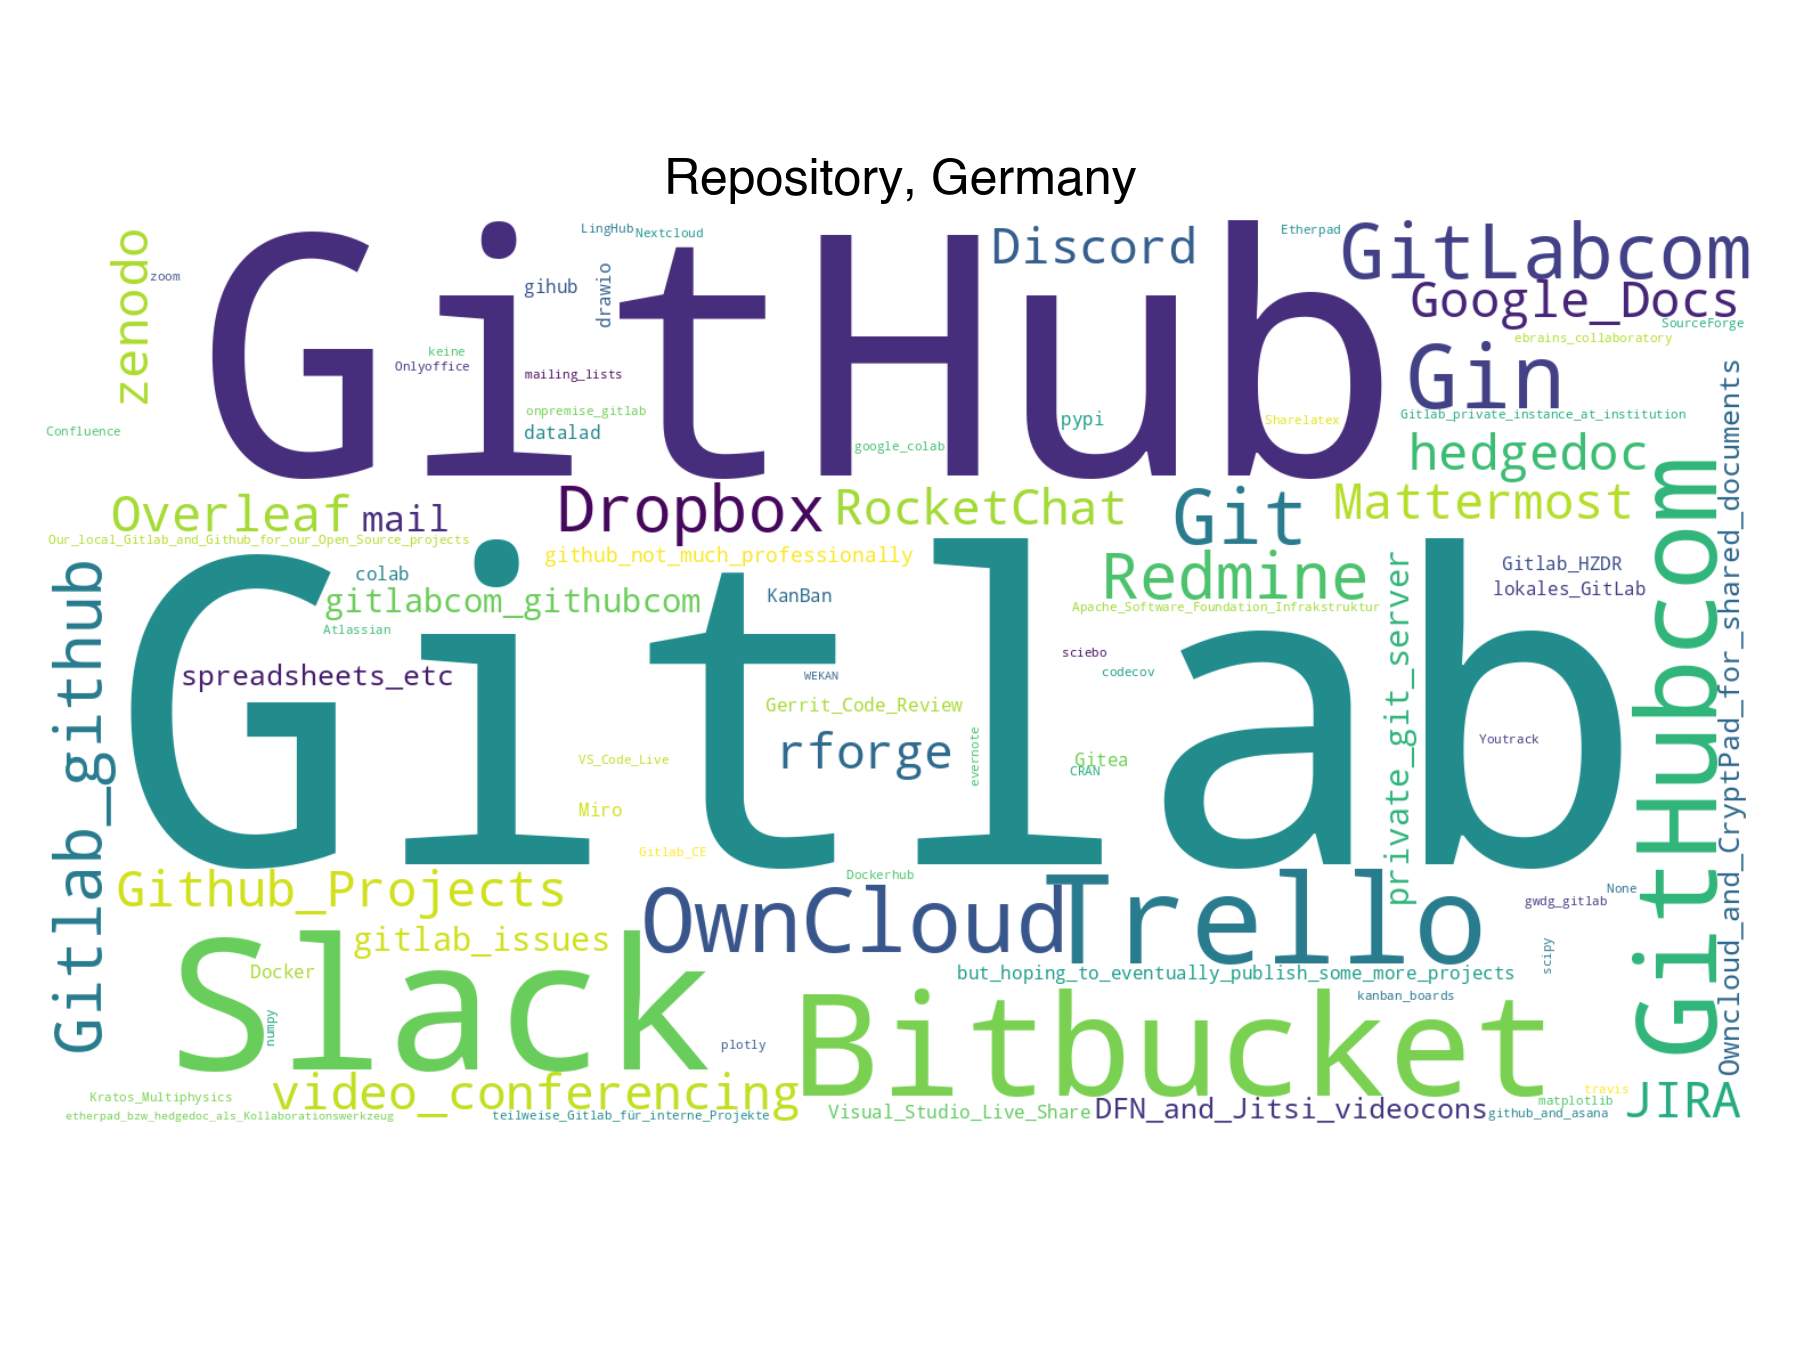 Repository, Germany
GitHub
LingHub
Nextcloud
Discord
Etherpad
GitLabcom
zenodo
zoom
gihub
drawio
Google_Docs
SourceForge
ebrains_collaboratory
keine
Onlyoffice
mailing_lists
Gin
onpremise_gitlab
datalad
google_colab
pypi
Sharelatex
Gitlab_private_instance_at_institution
Confluence
hedgedoc
Overleaf
mail
Dropbox
RocketChat
Git
Mattermost
Our_local_Gitlab_and_Github_for_our_Open_Source_projects
Gitlab
github_not_much_professionally
Redmine
Gitlab_HZDR
lokales_GitLab
colab
gitlabcom_githubcom
KanBan
Apache_Software_Foundation_Infrakstruktur
Atlassian
sciebo
codecov
spreadsheets_etc
WEKAN
Gerrit_Code_Review
rforge
evernote
Gitea
CRAN
private_git_server
Youtrack
VS_Code_Live
Miro
Gitlab_CE
Gitlab_github
GitHubcom
Owncloud_and_CryptPad_for_shared_documents
Github_Projects
Dockerhub
OwnCloud
Trello
None
gwdg_gitlab
Slack
gitlab_issues
Docker
numpy
but_hoping_to_eventually_publish_some_more_projects
scipy
kanban_boards
Bitbucket
plotly
video_conferencing
Kratos_Multiphysics
etherpad_bzw_hedgedoc_als_Kollaborationswerkzeug
teilweise_Gitlab_für_interne_Projekte
Visual_Studio_Live_Share
DFN_and_Jitsi_videocons
travis
matplotlib
github_and_asana
JIRA